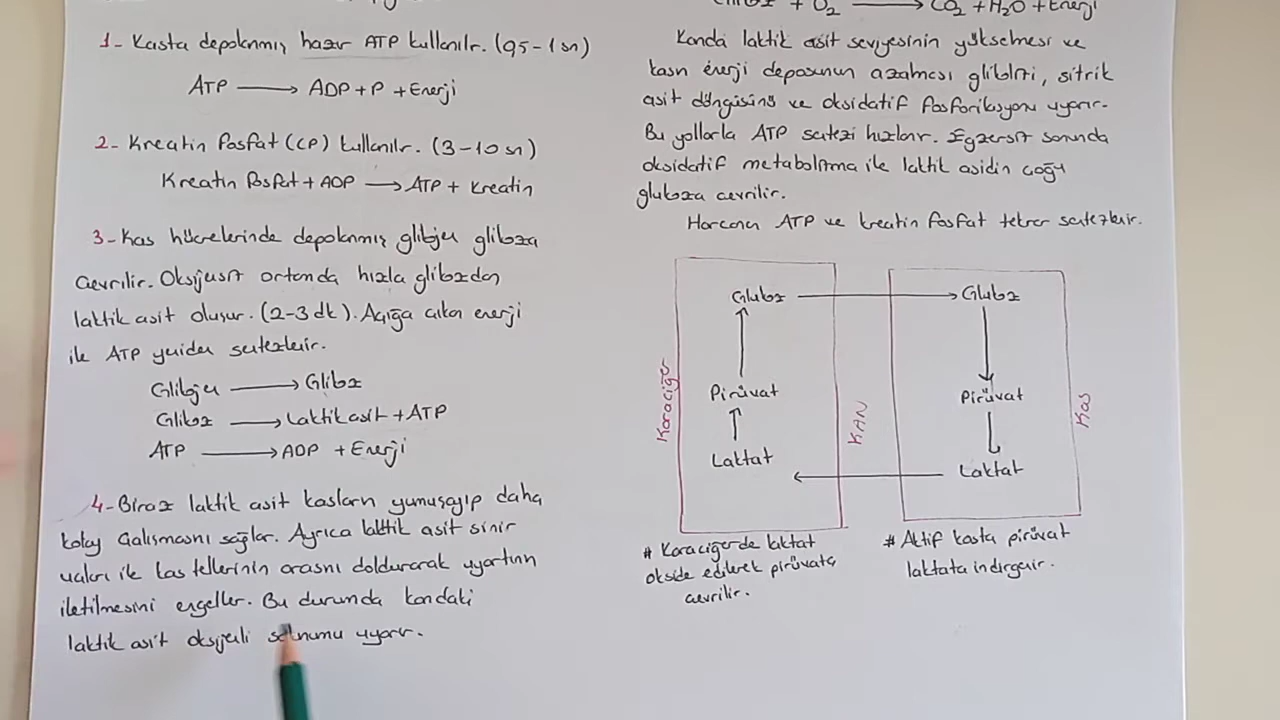 1- Kasta depolanmış hazır ATP kullanılır. (0,5-1 sn)
ATP → ADP + P + Enerji
2- Kreatin fosfat (CP) kullanılır. (3-10 sn)
Kreatin fosfat + ADP → ATP + Kreatin
3- Kas hücrelerinde depolanmış glikojen glikoza
çevrilir. Oksijensiz ortamda hızla glikozdan
laktik asit oluşur. (2-3 dk). Açığa çıkan enerji
ile ATP yeniden sentezlenir.
Glikojen → Glikoz
Glikoz → Laktik asit + ATP
ATP → ADP + Enerji
4- Biraz laktik asit kasların yumuşayıp daha
kolay çalışmasını sağlar. Ayrıca laktik asit sinir
uçları ile kas tellerinin arasını doldurarak uyartının
iletilmesini engeller. Bu durumda kandaki
laktik asit oksijenli solunumu uyarır.
+ O2 → CO2 + H2O + Enerji
Kanda laktik asit seviyesinin yükselmesi ve
kasın enerji deposunun azalması glikoliz, sitrik
asit döngüsünü ve oksidatif fosforilasyonu uyarır.
Bu yollarla ATP sentezi hızlanır. Egzersiz sonunda
oksidatif metabolizma ile laktik asidin çoğu
glukoza çevrilir.
Harcanan ATP ve kreatin fosfat tekrar sentezlenir.
Karaciğer
Glukoz
Pirüvat
Laktat
KAN
Glukoz
Pirüvat
Laktat
Kas
# Karaciğerde laktat
okside edilerek pirüvata
çevrilir.
# Aktif kasta pirüvat
laktata indirgenir.